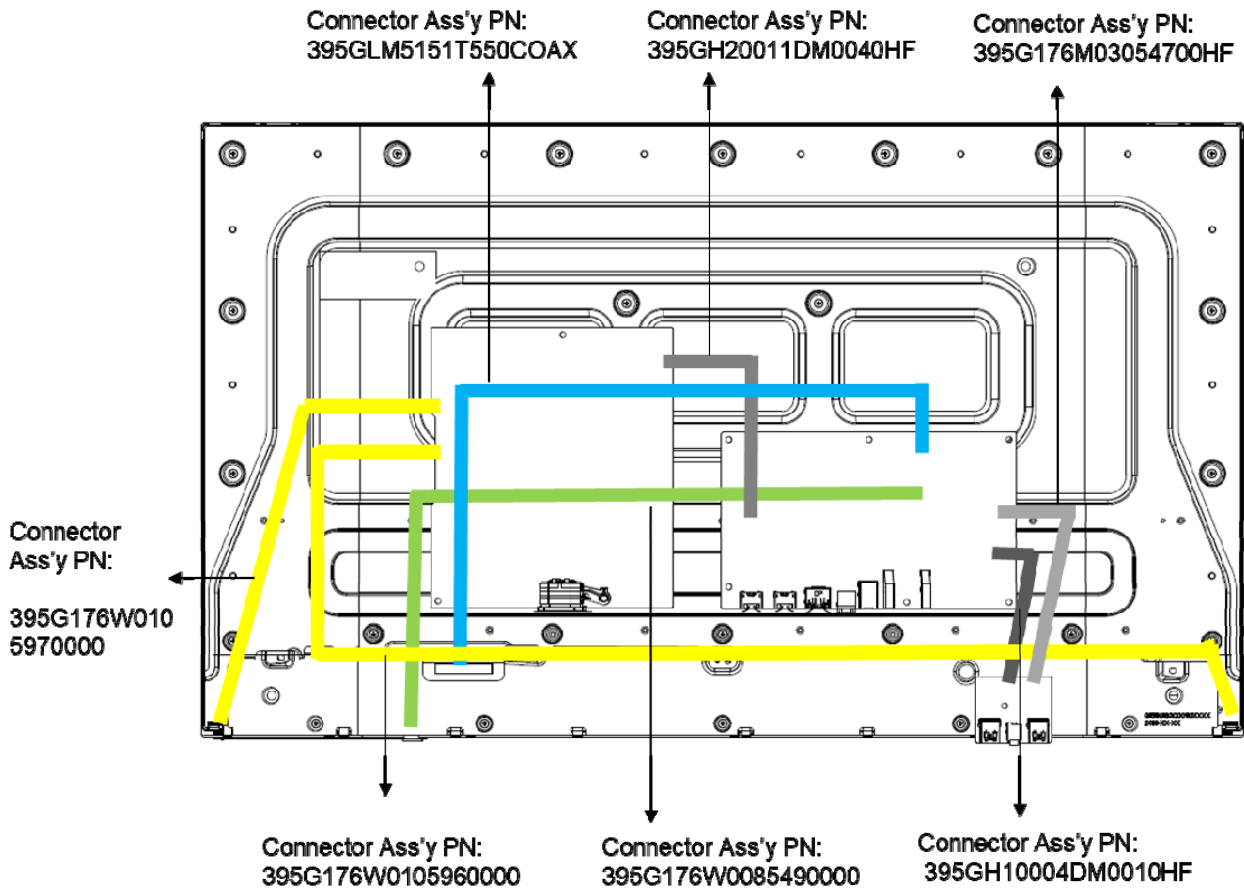 Connector Ass'y PN:
395GLM5151T550COAX
Connector Ass'y PN:
395GH20011DM0040HF
Connector Ass'y PN:
395G176M03054700HF
Connector
Ass'y PN:
395G176W010
5970000
Connector Ass'y PN:
395G176W0105960000
Connector Ass'y PN:
395G176W0085490000
Connector Ass'y PN:
395GH10004DM0010HF